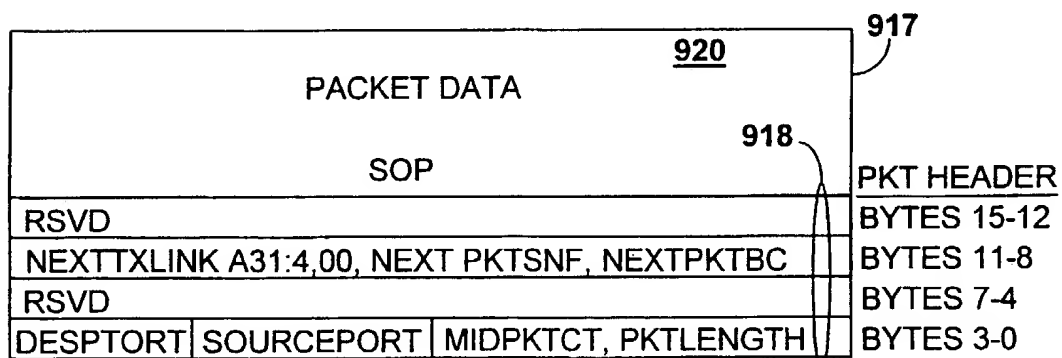 917
920
PACKET DATA
918
SOP
PKT HEADER
RSVD BYTES 15-12
NEXTTXLINK A31:4,00, NEXT PKTSNF, NEXTPKTBC BYTES 11-8
RSVD BYTES 7-4
DESPTORT SOURCEPORT MIDPKTCT, PKTLENGTH BYTES 3-0